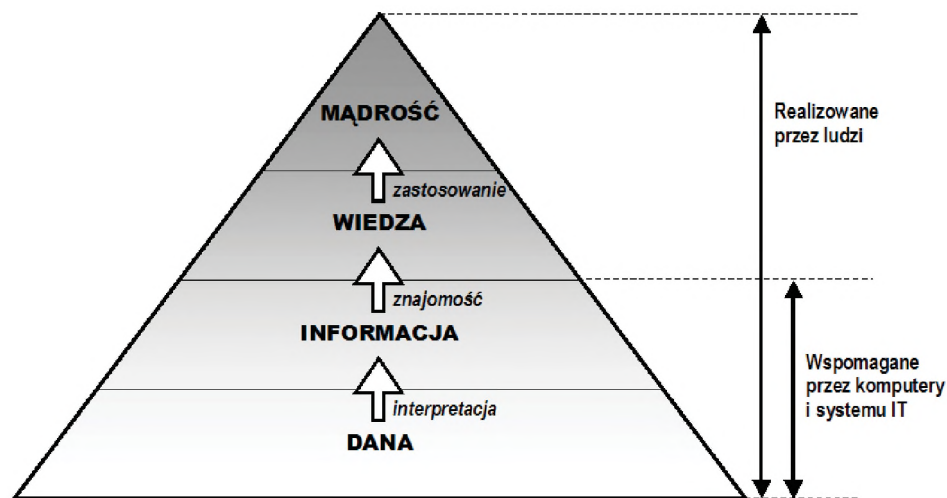 MĄDROŚĆ
zastosowanie
WIEDZA
znajomość
INFORMACJA
interpretacja
DANA
Realizowane
przez ludzi
Wspomagane
przez komputery
i systemu IT